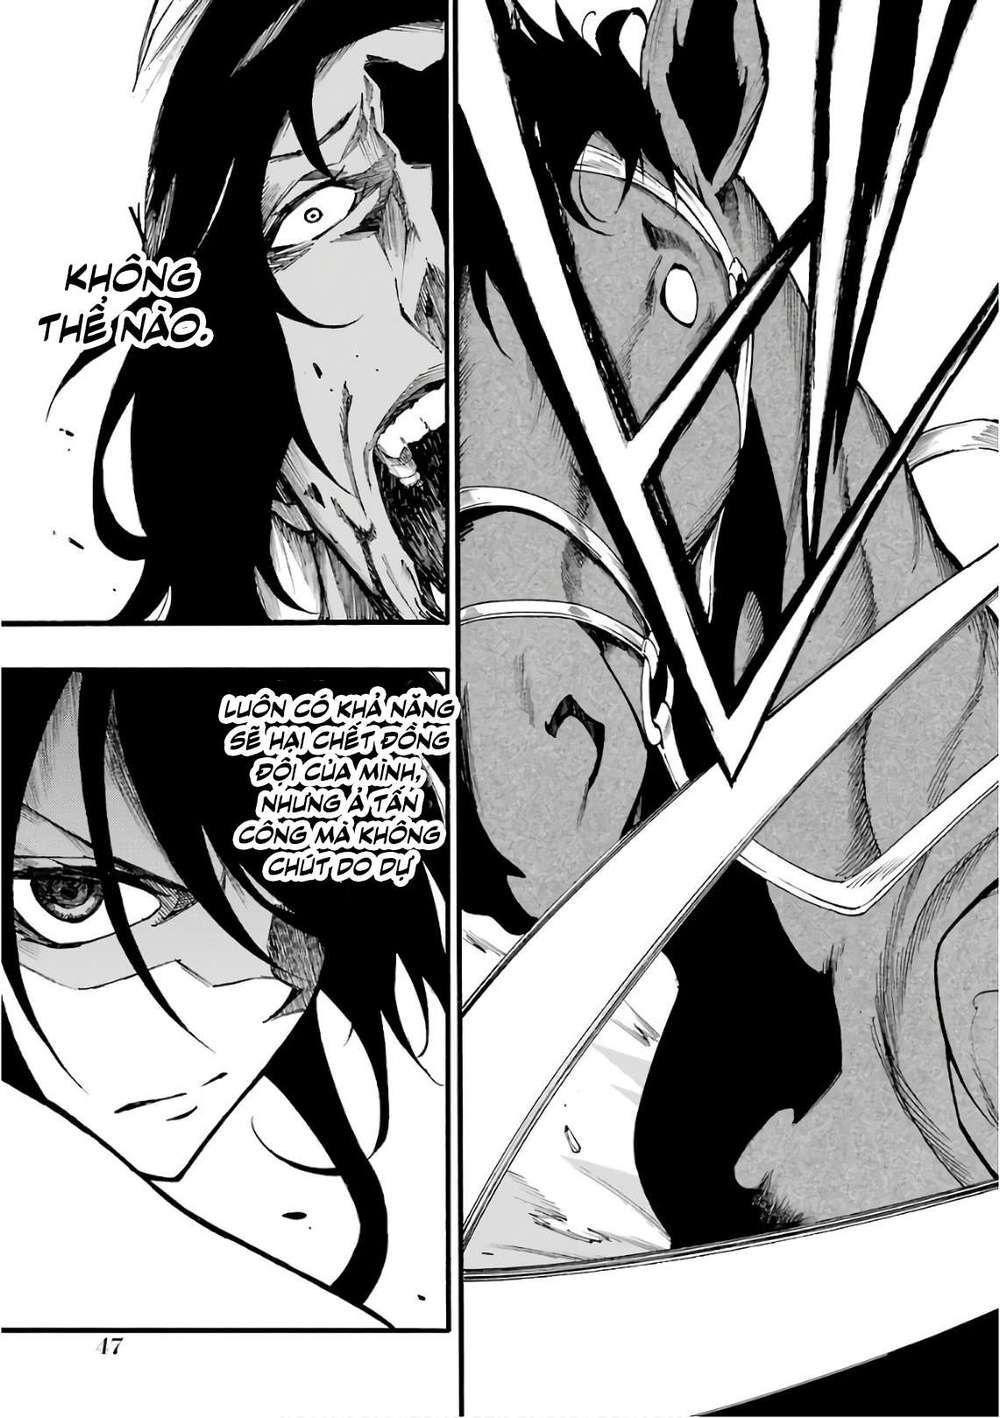 KHÔNG
THỂ NÀO.
LUÔN CÓ KHẢ NĂNG
SẼ HẠI CHẾT ĐỒNG
ĐỘI CỦA MÌNH,
NHƯNG Ả TẤN
CÔNG MÀ KHÔNG
CHÚT DO DỰ
47